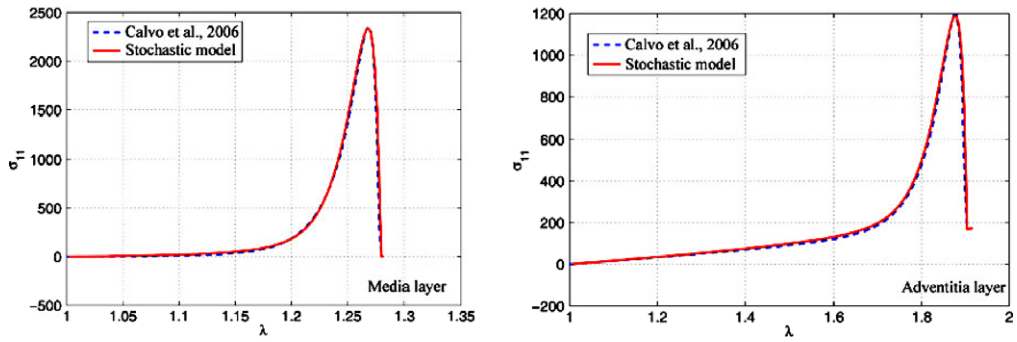 2500
2000
1500
1000
500
0
-500
σ11
Calvo et al., 2006
Stochastic model
Media layer
1 1.05 1.1 1.15 1.2 1.25 1.3 1.35
λ
1200
1000
800
600
400
200
0
-200
σ11
Calvo et al., 2006
Stochastic model
Adventitia layer
1 1.2 1.4 1.6 1.8 2
λ